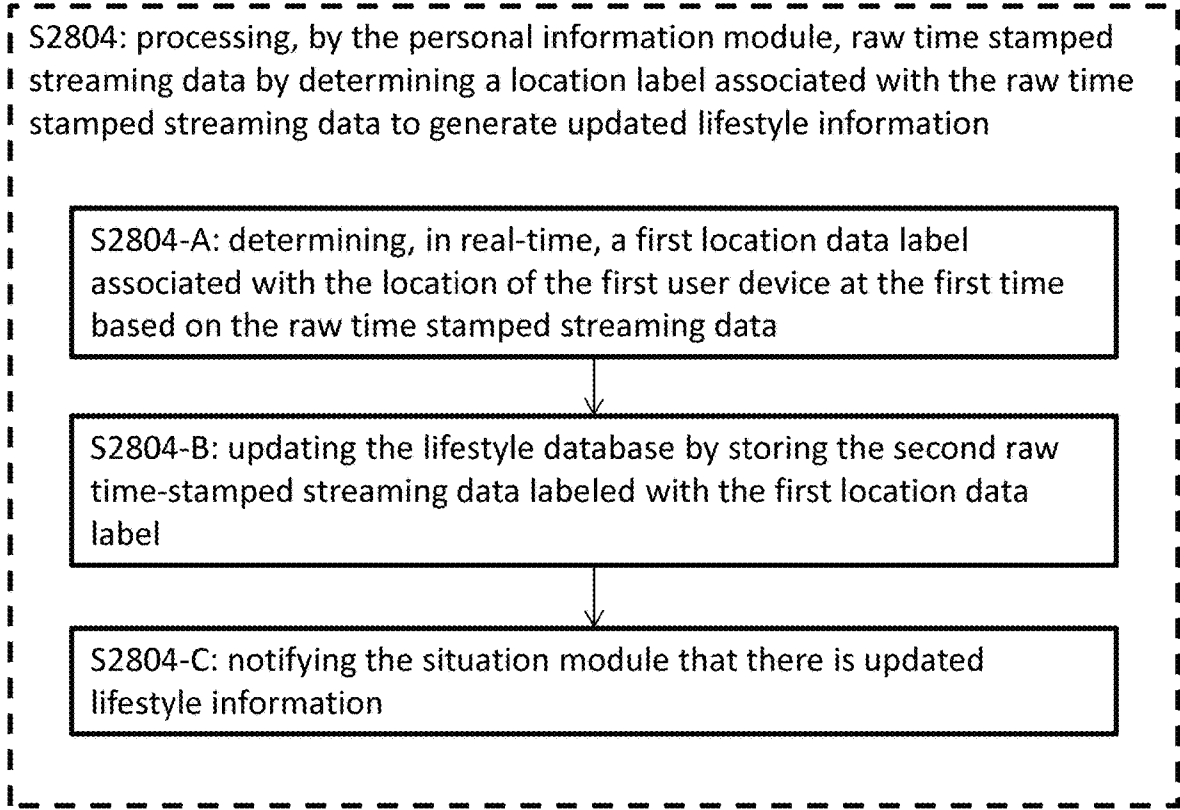 S2804: processing, by the personal information module, raw time stamped
streaming data by determining a location label associated with the raw time
stamped streaming data to generate updated lifestyle information
S2804-A: determining, in real-time, a first location data label
associated with the location of the first user device at the first time
based on the raw time stamped streaming data
S2804-B: updating the lifestyle database by storing the second raw
time-stamped streaming data labeled with the first location data
label
S2804-C: notifying the situation module that there is updated
lifestyle information